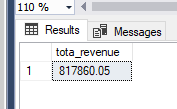 110 %
Results Messages
tota_revenue
1 817860.05